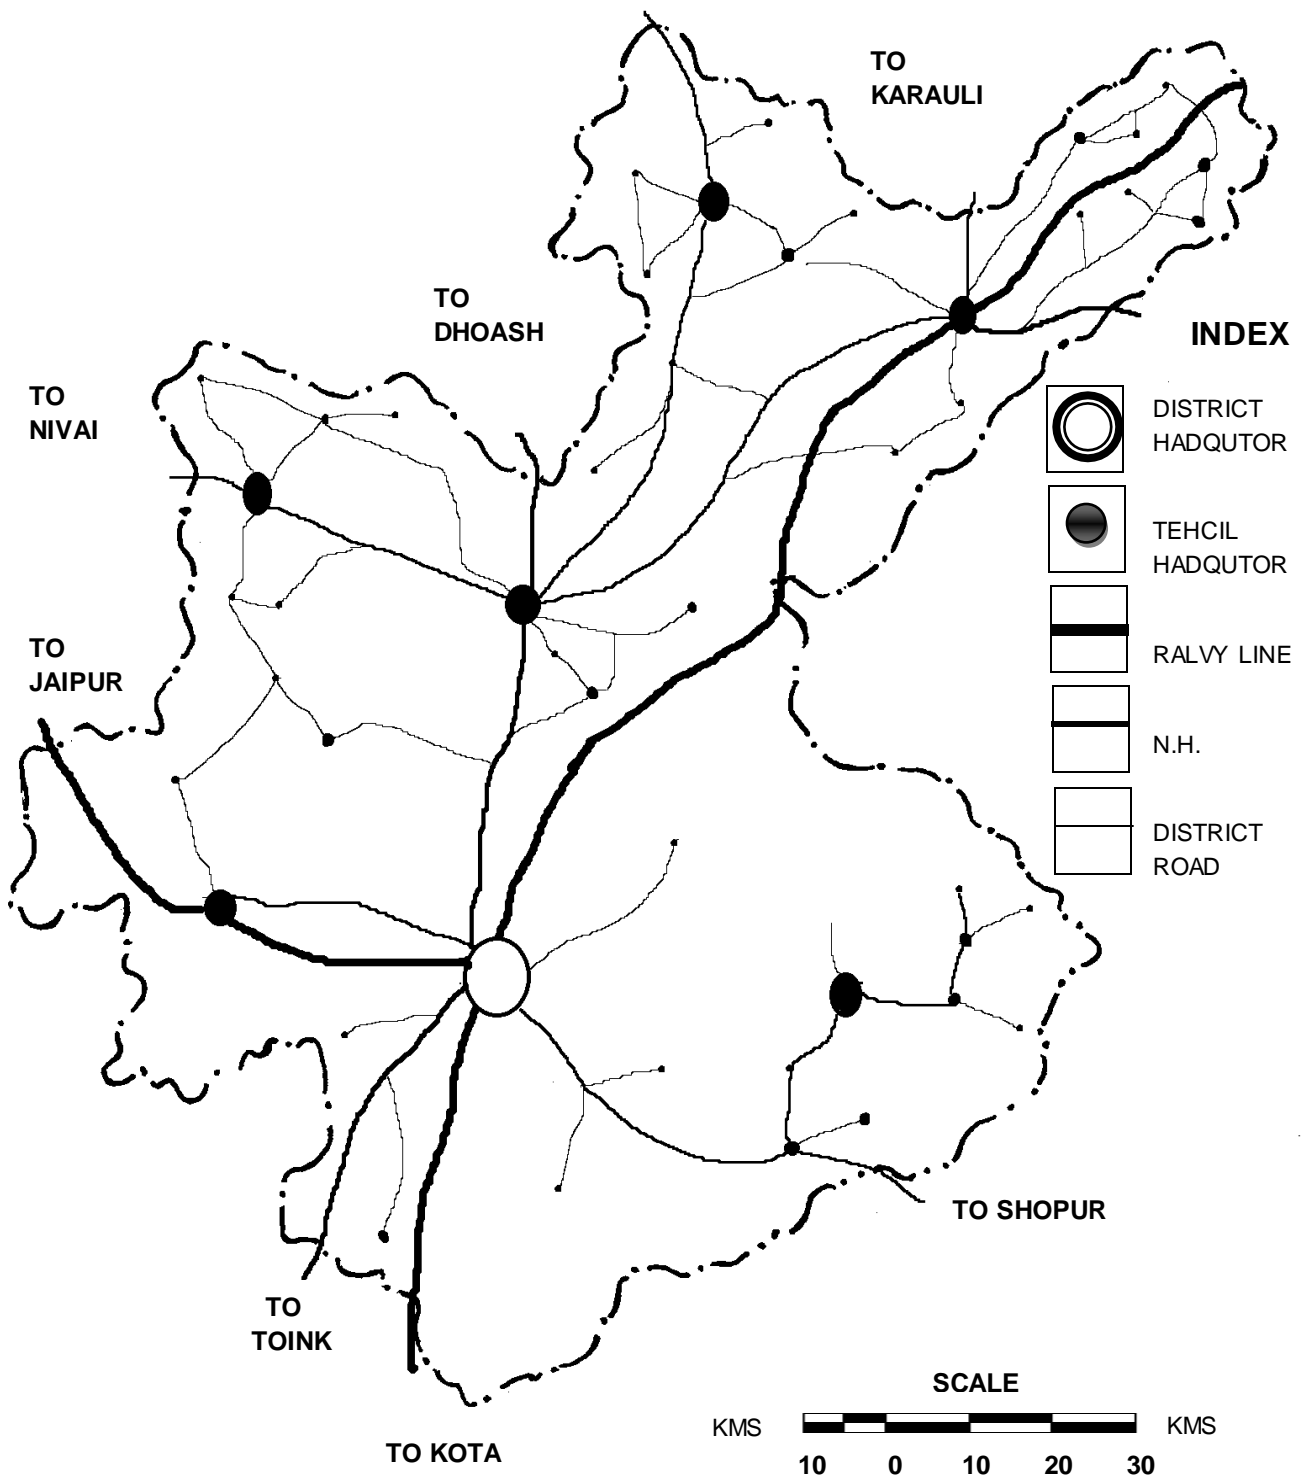 TO
KARAULI
TO
DHOASH
INDEX
TO
NIVAI
DISTRICT
HADQUTOR
TEHCIL
HADQUTOR
TO
JAIPUR
RALVY LINE
N.H.
DISTRICT
ROAD
TO SHOPUR
TO
TOINK
SCALE
KMS
KMS
TO KOTA
10 0 10 20 30